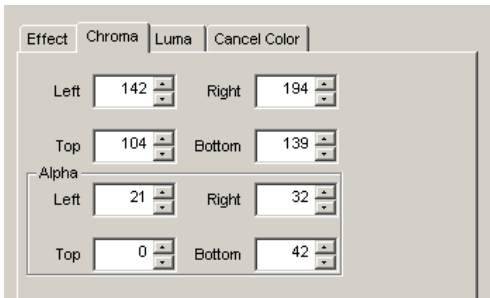 Effect Chroma Luma Cancel Color
Left 142 Right 194
Top 104 Bottom 139
Alpha
Left 21 Right 32
Top 0 Bottom 42